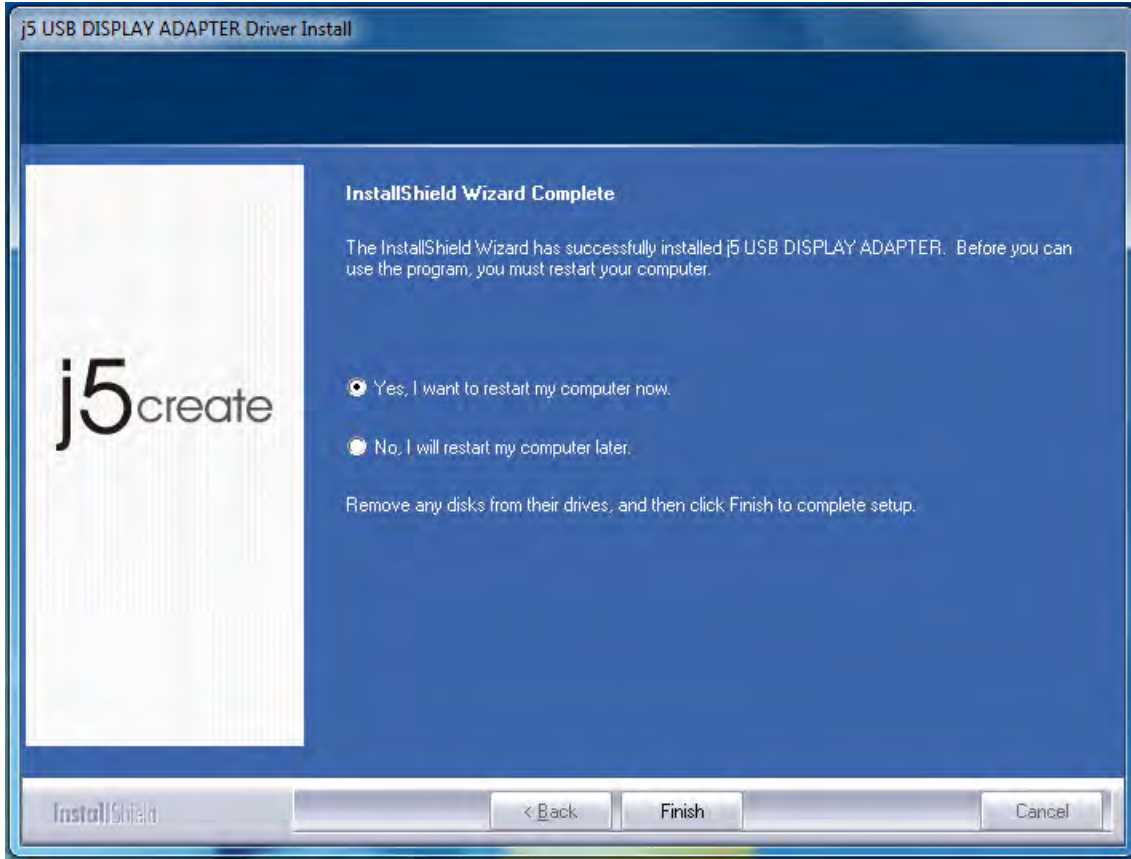 j5 USB DISPLAY ADAPTER Driver Install
InstallShield Wizard Complete
The InstallShield Wizard has successfully installed j5 USB DISPLAY ADAPTER. Before you can
use the program, you must restart your computer.
j5create
Yes, I want to restart my computer now.
No, I will restart my computer later.
Remove any disks from their drives, and then click Finish to complete setup.
InstallShield
< Back
Finish
Cancel